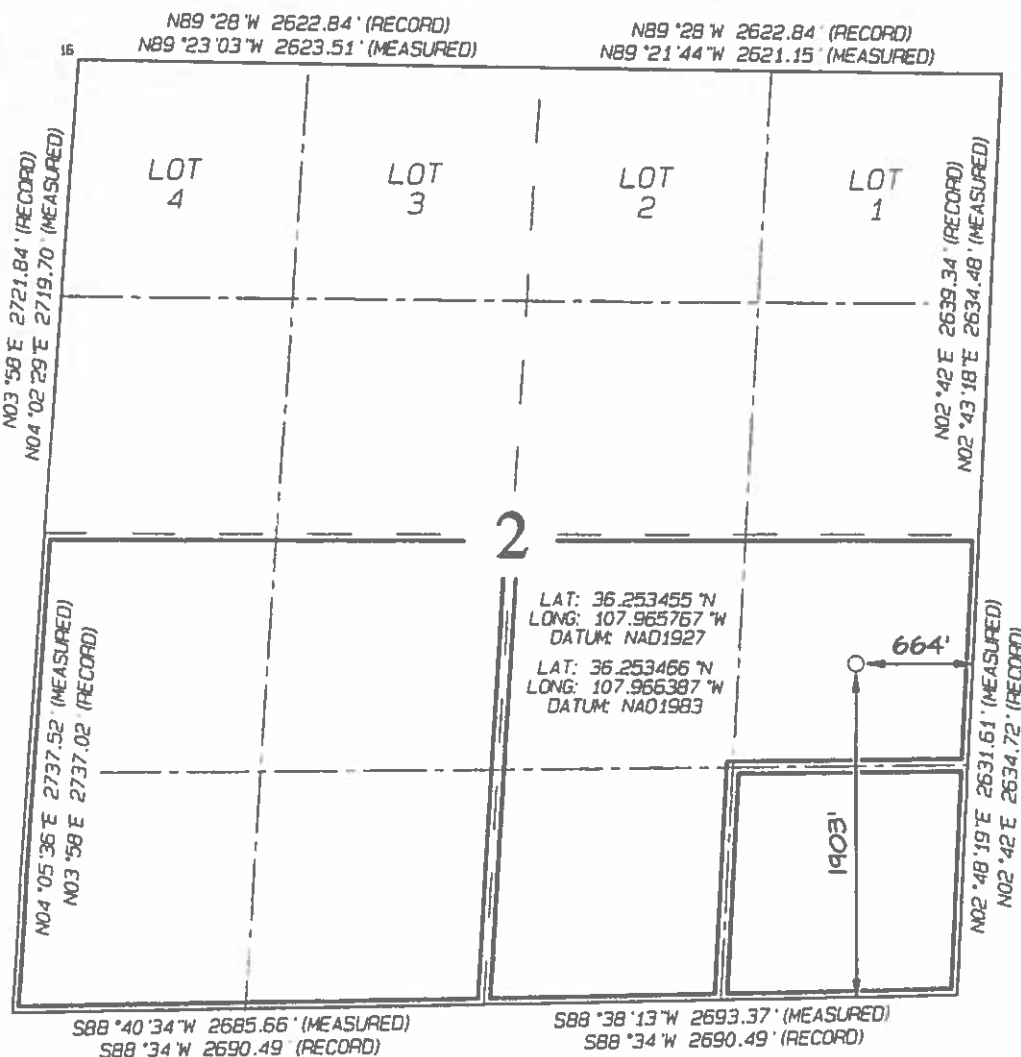 N89°28'W 2622.84' (RECORD)
N89°23'03"W 2623.51' (MEASURED)
N89°28'W 2622.84' (RECORD)
N89°21'44"W 2621.15' (MEASURED)
16
LOT
4
LOT
3
LOT
2
LOT
1
N03°58'E 2721.84' (RECORD)
N04°02'29"E 2719.70' (MEASURED)
N02°42'E 2639.34' (RECORD)
N02°43'18"E 2634.48' (MEASURED)
2
LAT: 36.253455°N
LONG: 107.965767°W
DATUM: NAD1927
LAT: 36.253466°N
LONG: 107.966387°W
DATUM: NAD1983
664'
1903'
N04°05'36"E 2737.52' (MEASURED)
N03°58'E 2737.02' (RECORD)
N02°48'19"E 2631.61' (MEASURED)
N02°42'E 2634.72' (RECORD)
S88°40'34"W 2685.66' (MEASURED)
S88°34'W 2690.49' (RECORD)
S88°38'13"W 2693.37' (MEASURED)
S88°34'W 2690.49' (RECORD)